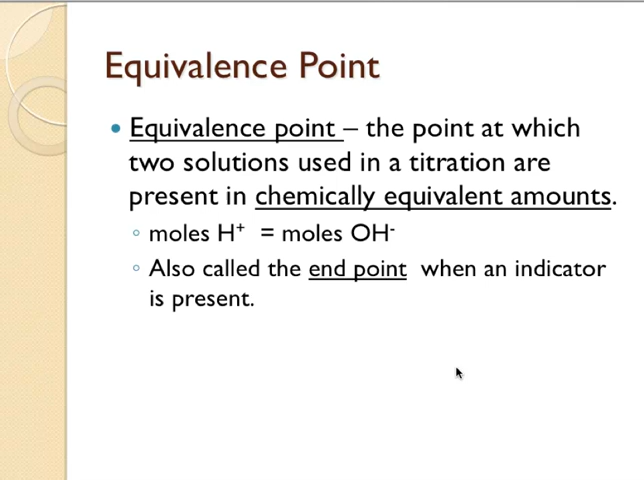 Equivalence Point
• Equivalence point – the point at which
two solutions used in a titration are
present in chemically equivalent amounts.
◦ moles H⁺ = moles OH⁻
◦ Also called the end point when an indicator
is present.